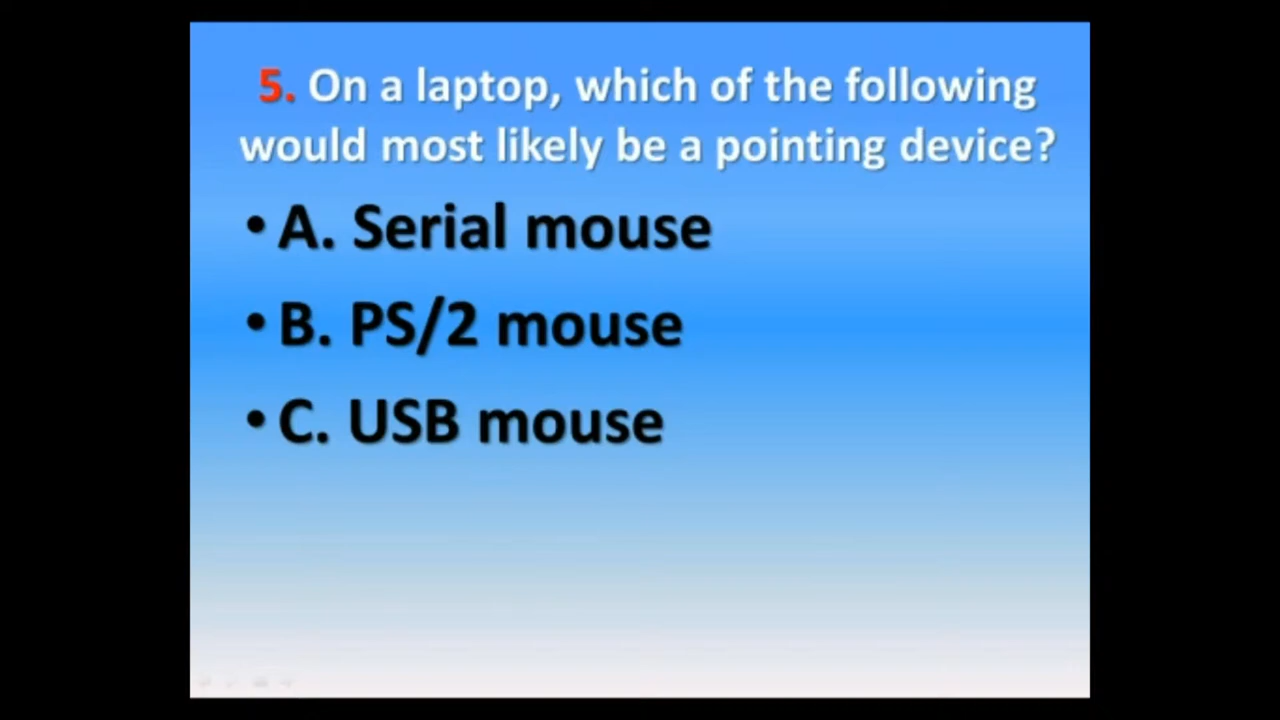 5. On a laptop, which of the following
would most likely be a pointing device?
• A. Serial mouse
• B. PS/2 mouse
• C. USB mouse